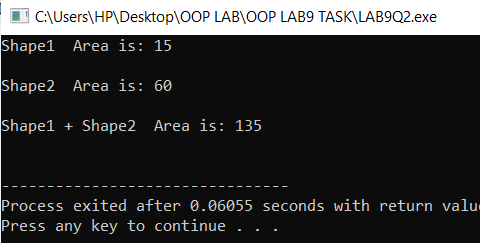 C:\Users\HP\Desktop\OOP LAB\OOP LAB9 TASK\LAB9Q2.exe
Shape1  Area is: 15
Shape2  Area is: 60
Shape1 + Shape2  Area is: 135
--------------------------------
Process exited after 0.06055 seconds with return valu
Press any key to continue . . .